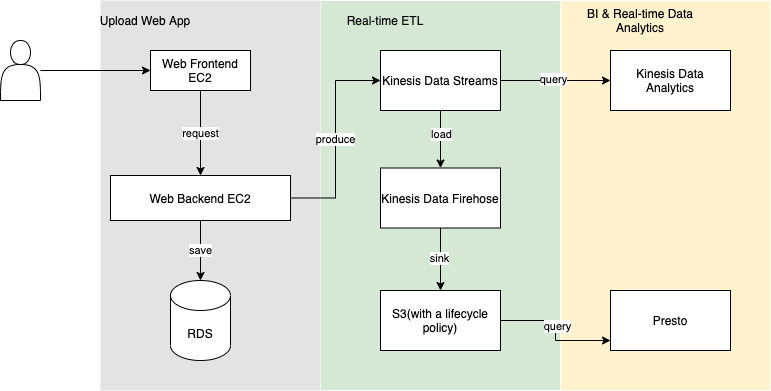 Upload Web App
Real-time ETL
BI & Real-time Data
Analytics
Web Frontend
EC2
Kinesis Data Streams
query
Kinesis Data
Analytics
request
produce
load
Web Backend EC2
Kinesis Data Firehose
save
sink
RDS
S3(with a lifecycle
policy)
query
Presto